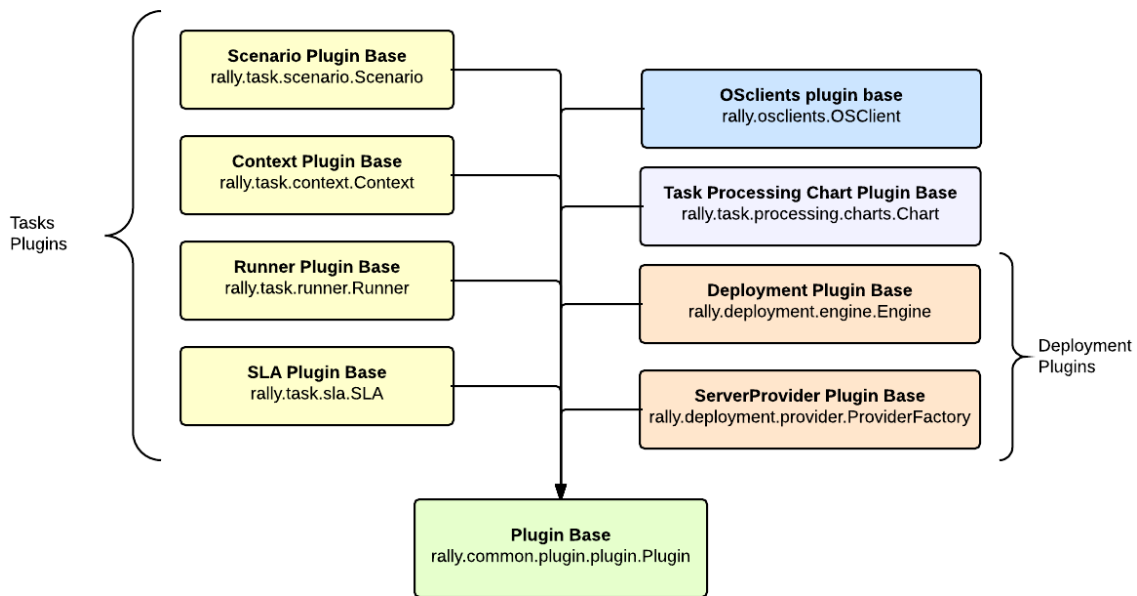 Tasks
Plugins
Scenario Plugin Base
rally.task.scenario.Scenario
Context Plugin Base
rally.task.context.Context
Runner Plugin Base
rally.task.runner.Runner
SLA Plugin Base
rally.task.sla.SLA
OSclients plugin base
rally.osclients.OSClient
Task Processing Chart Plugin Base
rally.task.processing.charts.Chart
Deployment Plugin Base
rally.deployment.engine.Engine
ServerProvider Plugin Base
rally.deployment.provider.ProviderFactory
Deployment
Plugins
Plugin Base
rally.common.plugin.plugin.Plugin